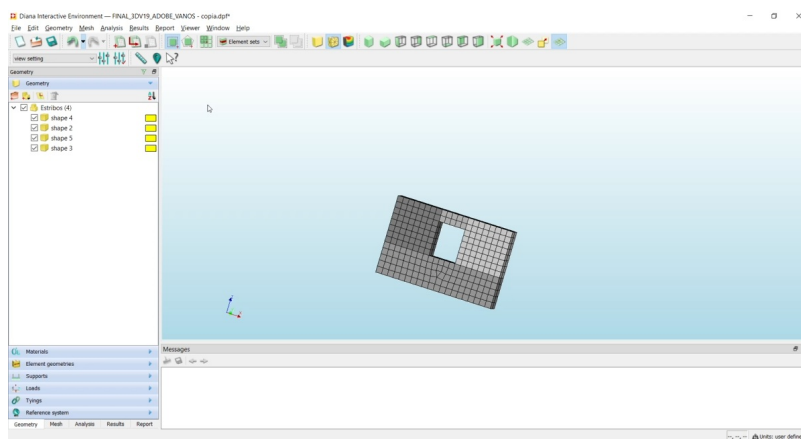 Diana Interactive Environment — FINAL_3DV19_ADOBE_VANOS - copia.dpf*
File Edit Geometry Mesh Analysis Results Report Viewer Window Help
Element sets
view setting
Geometry
Geometry
Estribos (4)
shape 4
shape 2
shape 5
shape 3
Materials
Element geometries
Supports
Loads
Tyings
Reference system
Geometry Mesh Analysis Results Report
Messages
--, --, -- Units: user define